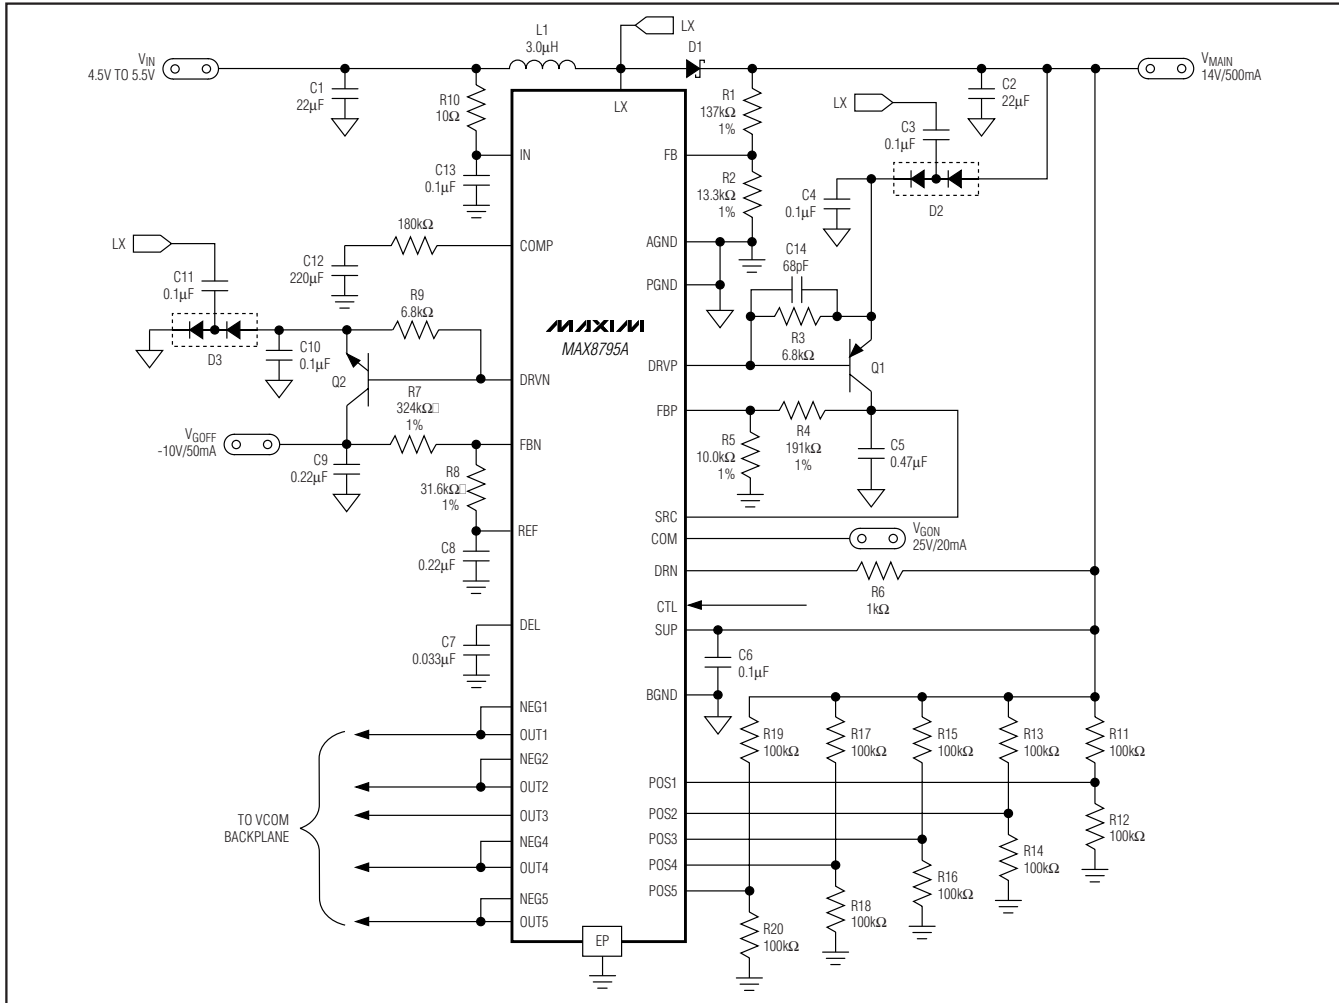 V_IN
4.5V TO 5.5V
L1
3.0µH
LX
D1
V_MAIN
14V/500mA
C1
22µF
R10
10Ω
LX
R1
137kΩ
1%
LX
C2
22µF
C3
0.1µF
IN
FB
C13
0.1µF
R2
13.3kΩ
1%
C4
0.1µF
D2
180kΩ
COMP
AGND
LX
C12
220µF
C14
68pF
C11
0.1µF
PGND
R9
6.8kΩ
MAXIM
MAX8795A
R3
6.8kΩ
D3
C10
0.1µF
Q2
DRVN
DRVP
Q1
R7
324kΩ□
1%
FBP
V_GOFF
-10V/50mA
FBN
R5
10.0kΩ
1%
R4
191kΩ
1%
C5
0.47µF
C9
0.22µF
R8
31.6kΩ□
1%
SRC
REF
COM
V_GON
25V/20mA
C8
0.22µF
DRN
R6
1kΩ
CTL
DEL
SUP
C7
0.033µF
C6
0.1µF
BGND
NEG1
OUT1
R19
100kΩ
R17
100kΩ
R15
100kΩ
R13
100kΩ
R11
100kΩ
NEG2
POS1
OUT2
OUT3
POS2
TO VCOM
BACKPLANE
R12
100kΩ
NEG4
POS3
R14
100kΩ
OUT4
POS4
R16
100kΩ
NEG5
POS5
R18
100kΩ
OUT5
R20
100kΩ
EP